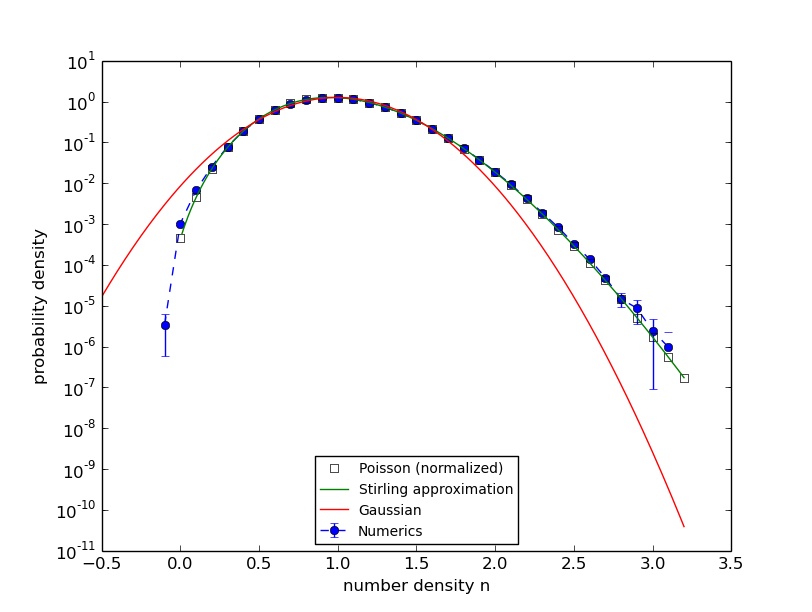 10^1
10^0
10^-1
10^-2
10^-3
10^-4
10^-5
10^-6
10^-7
10^-8
10^-9
10^-10
10^-11
probability density
Poisson (normalized)
Stirling approximation
Gaussian
Numerics
−0.5 0.0 0.5 1.0 1.5 2.0 2.5 3.0 3.5
number density n